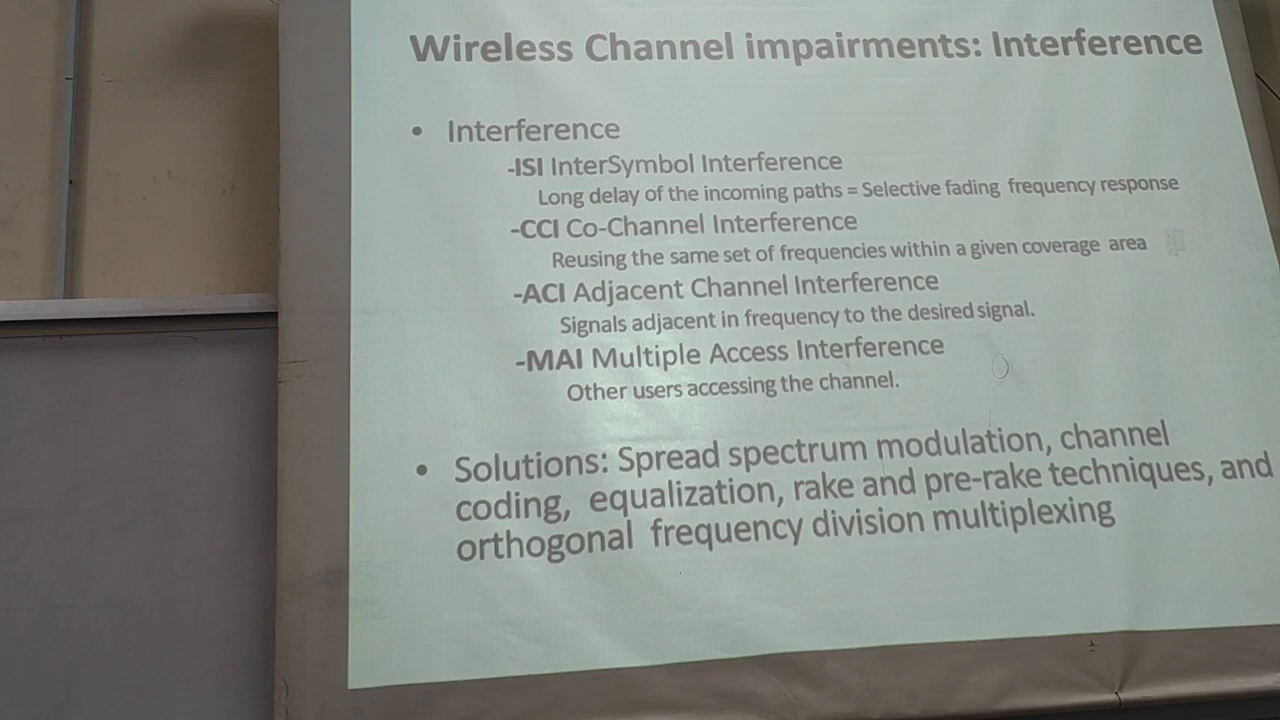 Wireless Channel impairments: Interference
• Interference
-ISI InterSymbol Interference
Long delay of the incoming paths = Selective fading frequency response
-CCI Co-Channel Interference
Reusing the same set of frequencies within a given coverage area
-ACI Adjacent Channel Interference
Signals adjacent in frequency to the desired signal.
-MAI Multiple Access Interference
Other users accessing the channel.
• Solutions: Spread spectrum modulation, channel
coding, equalization, rake and pre-rake techniques, and
orthogonal frequency division multiplexing